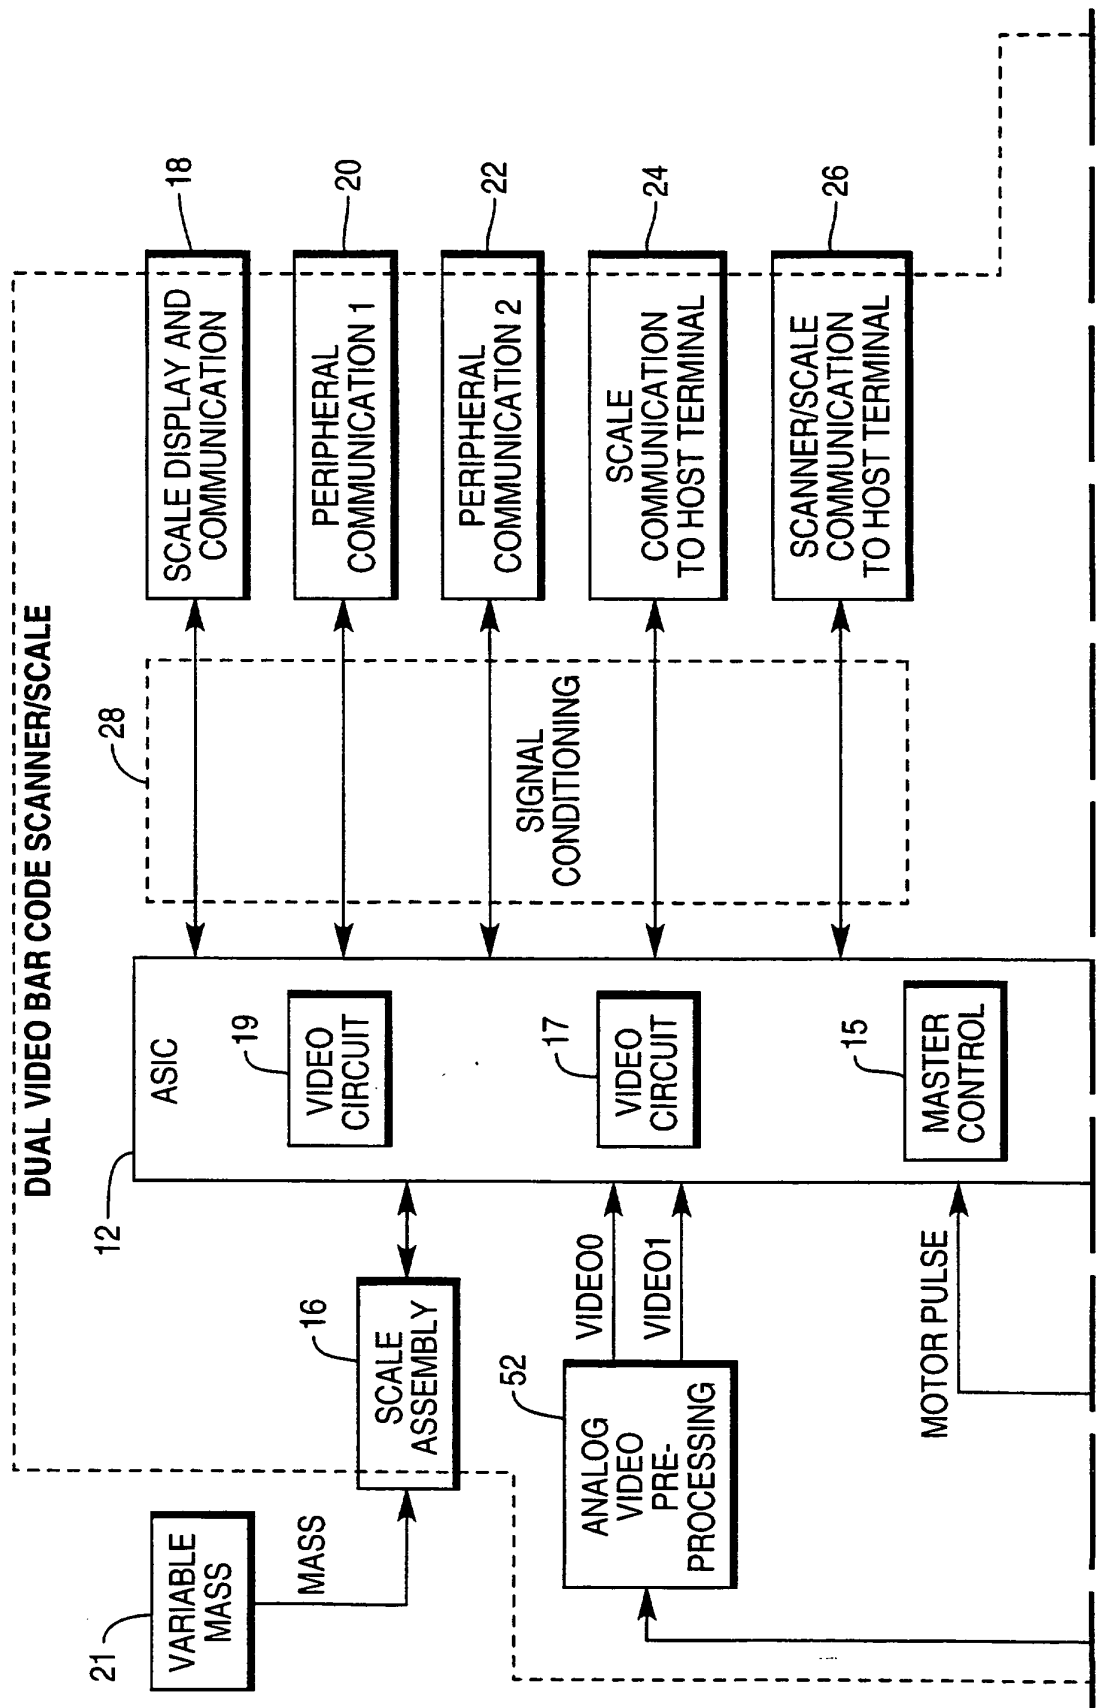 DUAL VIDEO BAR CODE SCANNER/SCALE
21
VARIABLE
MASS
MASS
16
SCALE
ASSEMBLY
12
ASIC
19
VIDEO
CIRCUIT
28
SIGNAL
CONDITIONING
18
SCALE DISPLAY AND
COMMUNICATION
20
PERIPHERAL
COMMUNICATION 1
22
PERIPHERAL
COMMUNICATION 2
52
ANALOG
VIDEO
PRE-
PROCESSING
VIDEO0
VIDEO1
17
VIDEO
CIRCUIT
24
SCALE
COMMUNICATION
TO HOST TERMINAL
MOTOR PULSE
15
MASTER
CONTROL
26
SCANNER/SCALE
COMMUNICATION
TO HOST TERMINAL